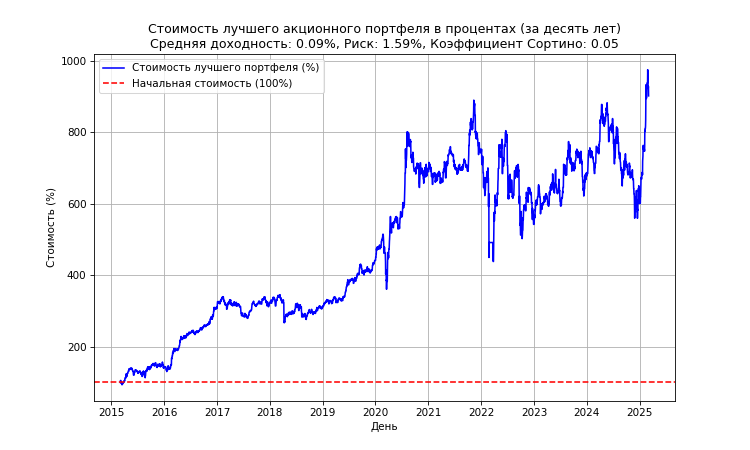 Стоимость лучшего акционного портфеля в процентах (за десять лет)
Средняя доходность: 0.09%, Риск: 1.59%, Коэффициент Сортино: 0.05
Стоимость лучшего портфеля (%)
Начальная стоимость (100%)
Стоимость (%)
1000
800
600
400
200
2015 2016 2017 2018 2019 2020 2021 2022 2023 2024 2025
День